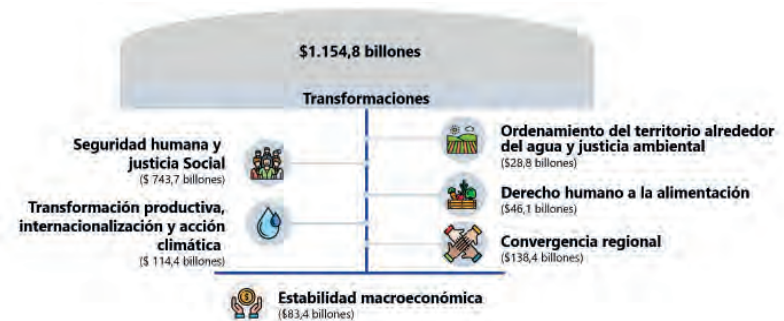 $1.154,8 billones
Transformaciones
Seguridad humana y
justicia Social
($ 743,7 billones)
Transformación productiva,
internacionalización y acción
climática
($ 114,4 billones)
Ordenamiento del territorio alrededor
del agua y justicia ambiental
($28,8 billones)
Derecho humano a la alimentación
($46,1 billones)
Convergencia regional
($138,4 billones)
Estabilidad macroeconómica
($83,4 billones)